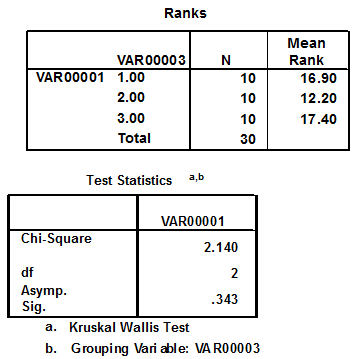 Ranks
VAR00003 N Mean Rank
VAR00001 1.00 10 16.90
2.00 10 12.20
3.00 10 17.40
Total 30
Test Statistics a,b
VAR00001
Chi-Square 2.140
df 2
Asymp. Sig. .343
a. Kruskal Wallis Test
b. Grouping Variable: VAR00003